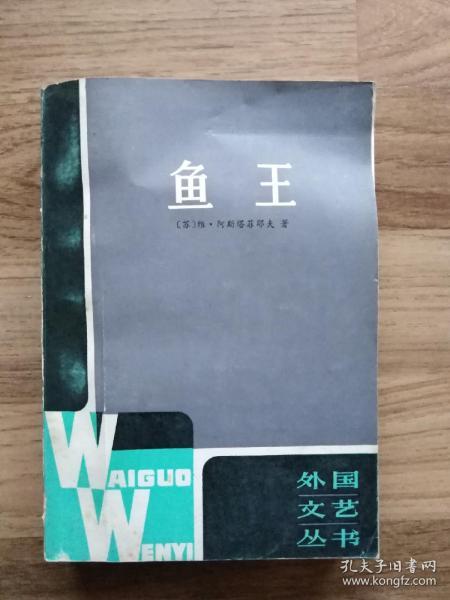 鱼王
〔苏〕维·阿斯塔菲耶夫 著
WAIGUO
WENYI
外国
文艺
丛书
孔夫子旧书网
www.kongfz.com